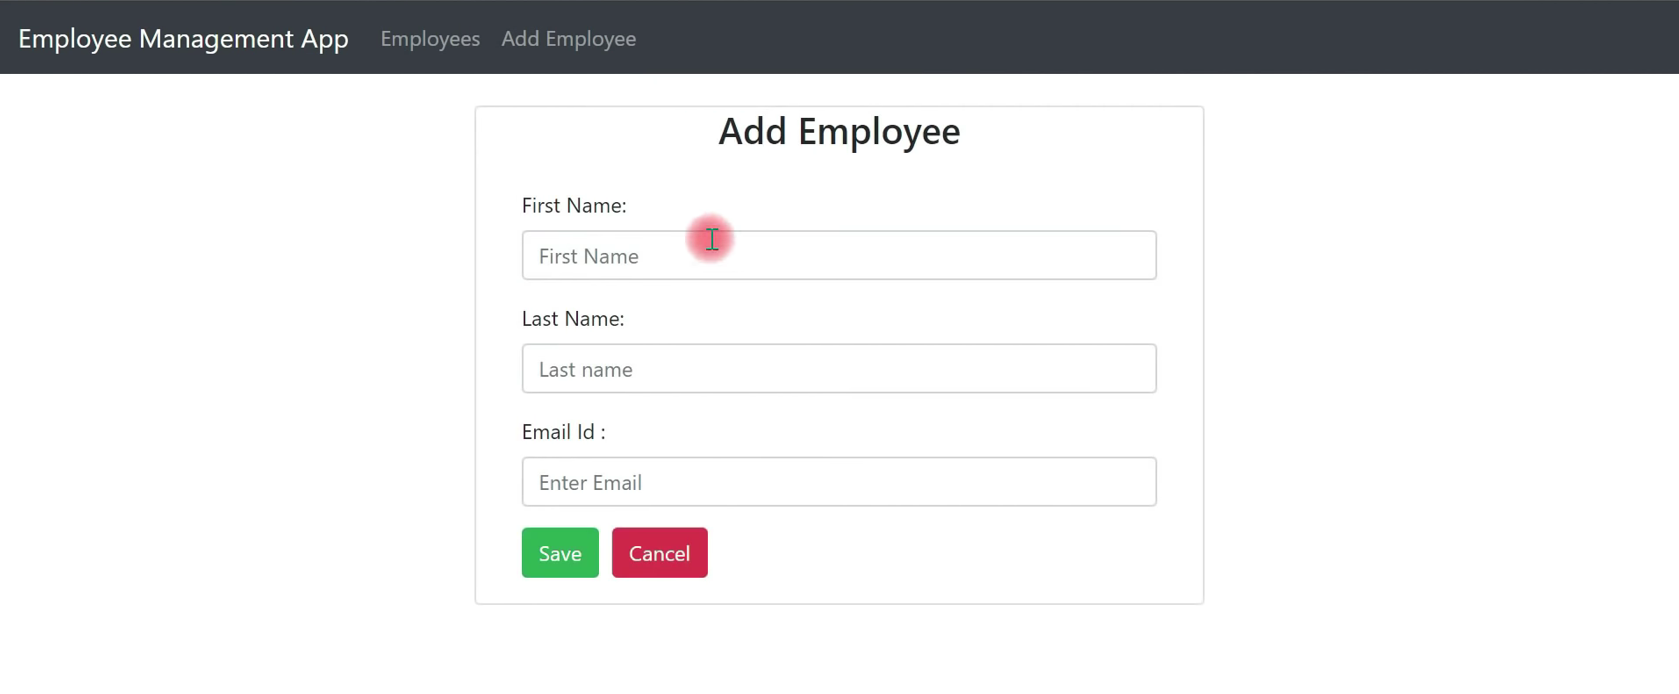 Employee Management App Employees Add Employee
Add Employee
First Name:
First Name
Last Name:
Last name
Email Id :
Enter Email
Save Cancel